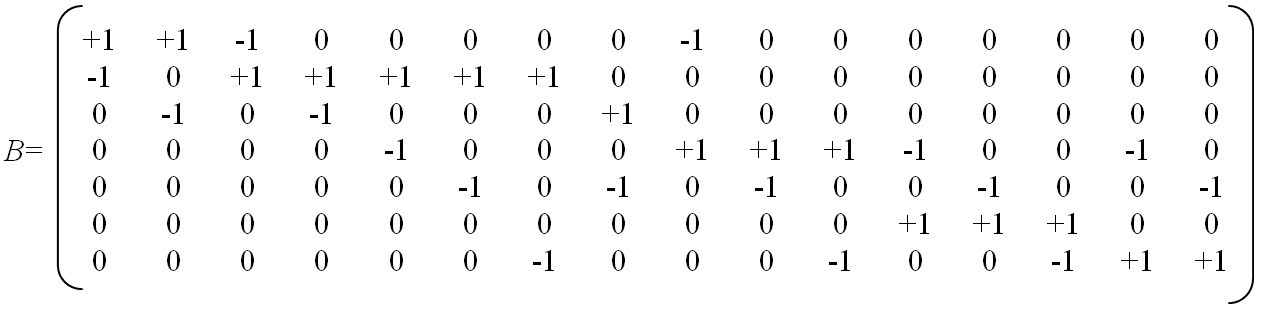 +1 +1 -1 0 0 0 0 0 -1 0 0 0 0 0 0 0
-1 0 +1 +1 +1 +1 +1 0 0 0 0 0 0 0 0 0
0 -1 0 -1 0 0 0 +1 0 0 0 0 0 0 0 0
B= 0 0 0 0 -1 0 0 0 +1 +1 +1 -1 0 0 -1 0
0 0 0 0 0 -1 0 -1 0 -1 0 0 -1 0 0 -1
0 0 0 0 0 0 0 0 0 0 0 +1 +1 +1 0 0
0 0 0 0 0 0 -1 0 0 0 -1 0 0 -1 +1 +1